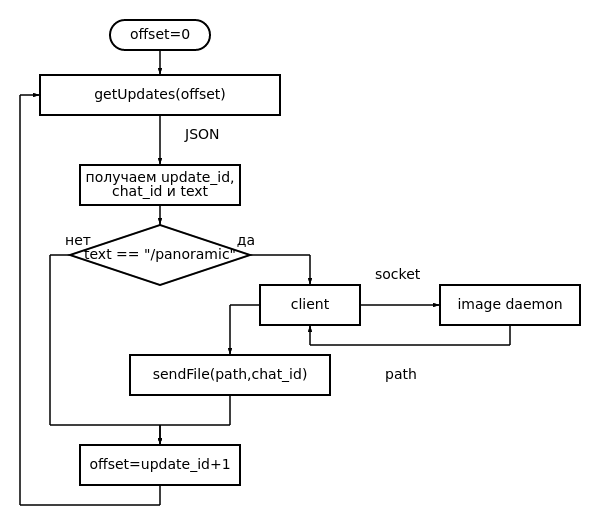 offset=0
getUpdates(offset)
JSON
получаем update_id,
chat_id и text
нет
да
text == "/panoramic"
socket
client
image daemon
sendFile(path,chat_id)
path
offset=update_id+1